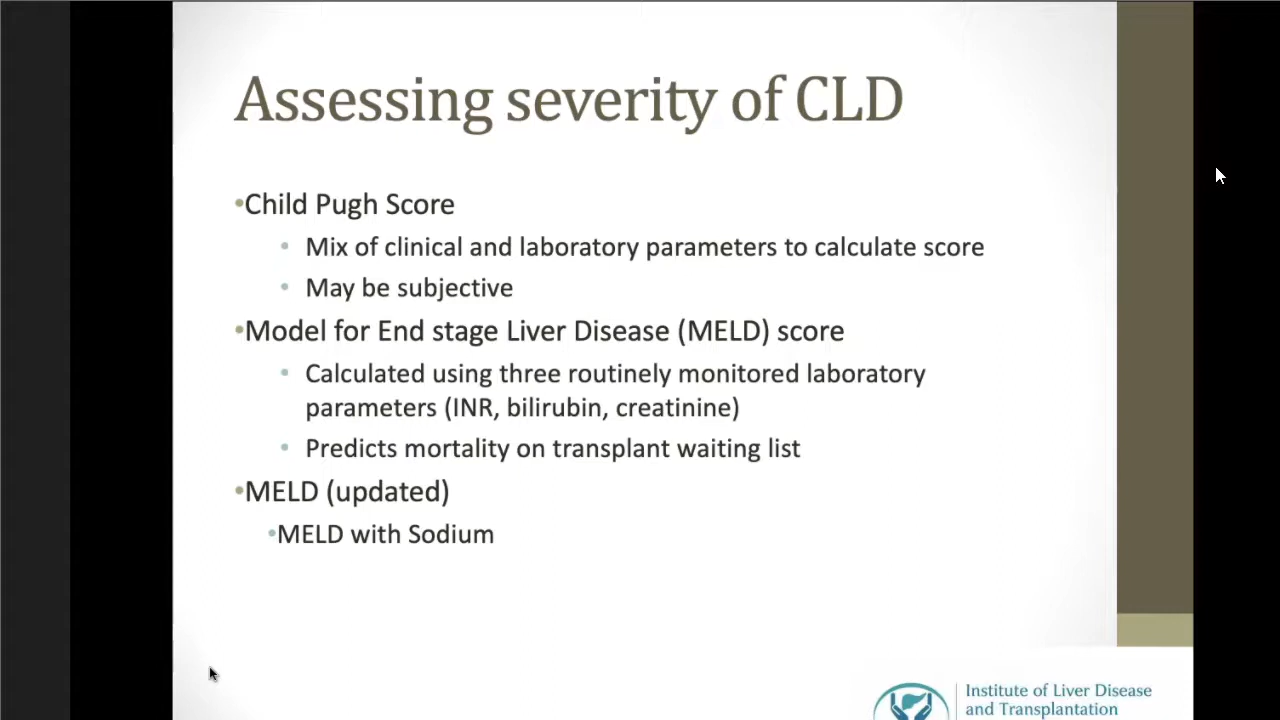 Assessing severity of CLD
•Child Pugh Score
• Mix of clinical and laboratory parameters to calculate score
• May be subjective
•Model for End stage Liver Disease (MELD) score
• Calculated using three routinely monitored laboratory
parameters (INR, bilirubin, creatinine)
• Predicts mortality on transplant waiting list
•MELD (updated)
•MELD with Sodium
Institute of Liver Disease
and Transplantation